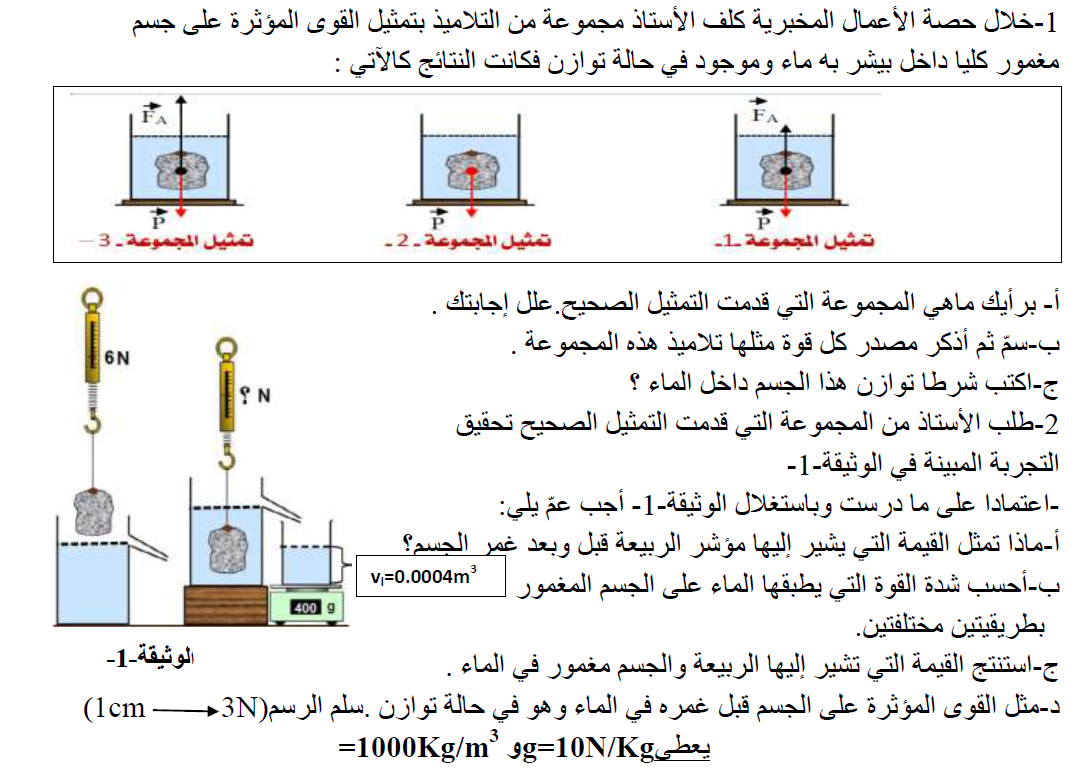 1-خلال حصة الأعمال المخبرية كلف الأستاذ مجموعة من التلاميذ بتمثيل القوى المؤثرة على جسم
مغمور كليا داخل بيشر به ماء وموجود في حالة توازن فكانت النتائج كالآتي :
F_A F_A
P P P
تمثيل المجموعة -1- تمثيل المجموعة -2- تمثيل المجموعة -3-
أ- برأيك ماهي المجموعة التي قدمت التمثيل الصحيح.علل إجابتك .
ب-سمّ ثم أذكر مصدر كل قوة مثلها تلاميذ هذه المجموعة .
6N
ج-اكتب شرطا توازن هذا الجسم داخل الماء ؟
؟ N
2-طلب الأستاذ من المجموعة التي قدمت التمثيل الصحيح تحقيق
التجربة المبينة في الوثيقة-1-
-اعتمادا على ما درست وباستغلال الوثيقة-1- أجب عمّ يلي:
أ-ماذا تمثل القيمة التي يشير إليها مؤشر الربيعة قبل وبعد غمر الجسم؟
v₁=0.0004m³
ب-أحسب شدة القوة التي يطبقها الماء على الجسم المغمور
400 g
بطريقيتين مختلفتين.
الوثيقة-1-
ج-استنتج القيمة التي تشير إليها الربيعة والجسم مغمور في الماء .
د-مثل القوى المؤثرة على الجسم قبل غمره في الماء وهو في حالة توازن .سلم الرسم(1cm → 3N)
يعطى g=10N/Kg و =1000Kg/m³